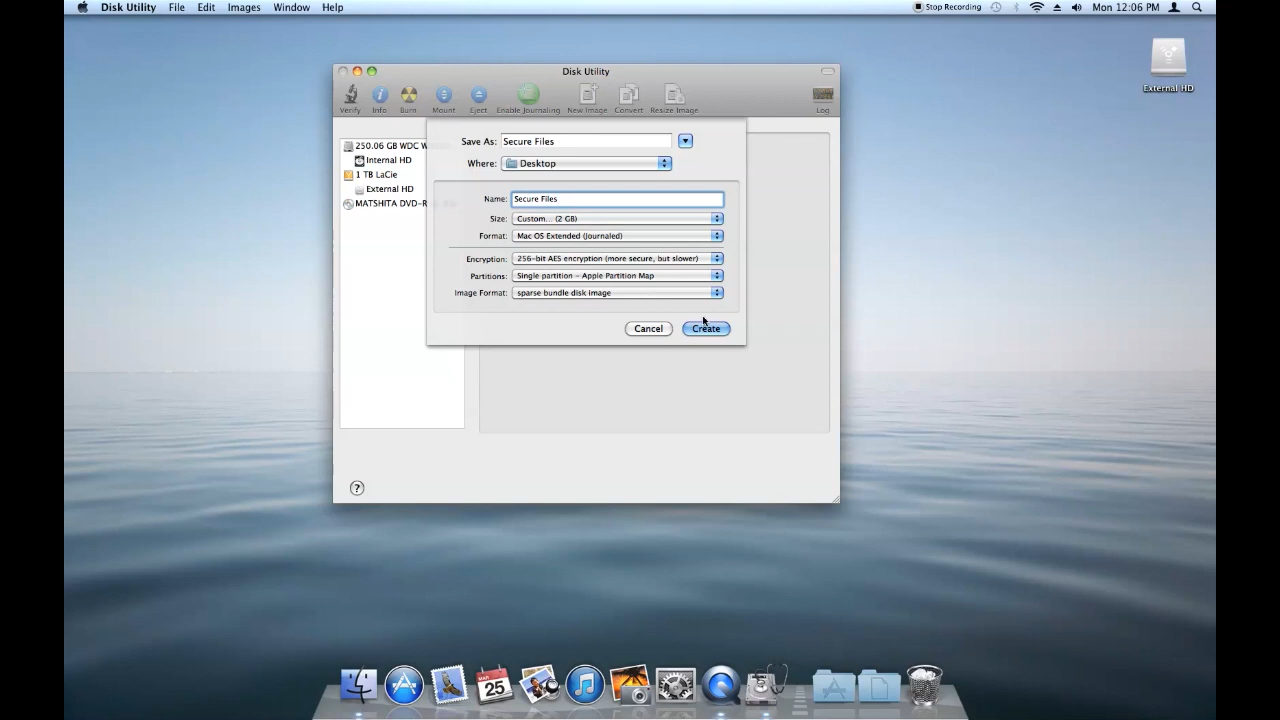 Disk Utility File Edit Images Window Help Stop Recording Mon 12:06 PM
External HD
Disk Utility
Verify Info Burn Mount Eject Enable Journaling New Image Convert Resize Image Log
250.06 GB WDC W
Internal HD
1 TB LaCie
External HD
MATSHITA DVD-R
Save As: Secure Files
Where: Desktop
Name: Secure Files
Size: Custom... (2 GB)
Format: Mac OS Extended (Journaled)
Encryption: 256-bit AES encryption (more secure, but slower)
Partitions: Single partition - Apple Partition Map
Image Format: sparse bundle disk image
Cancel Create
?
25